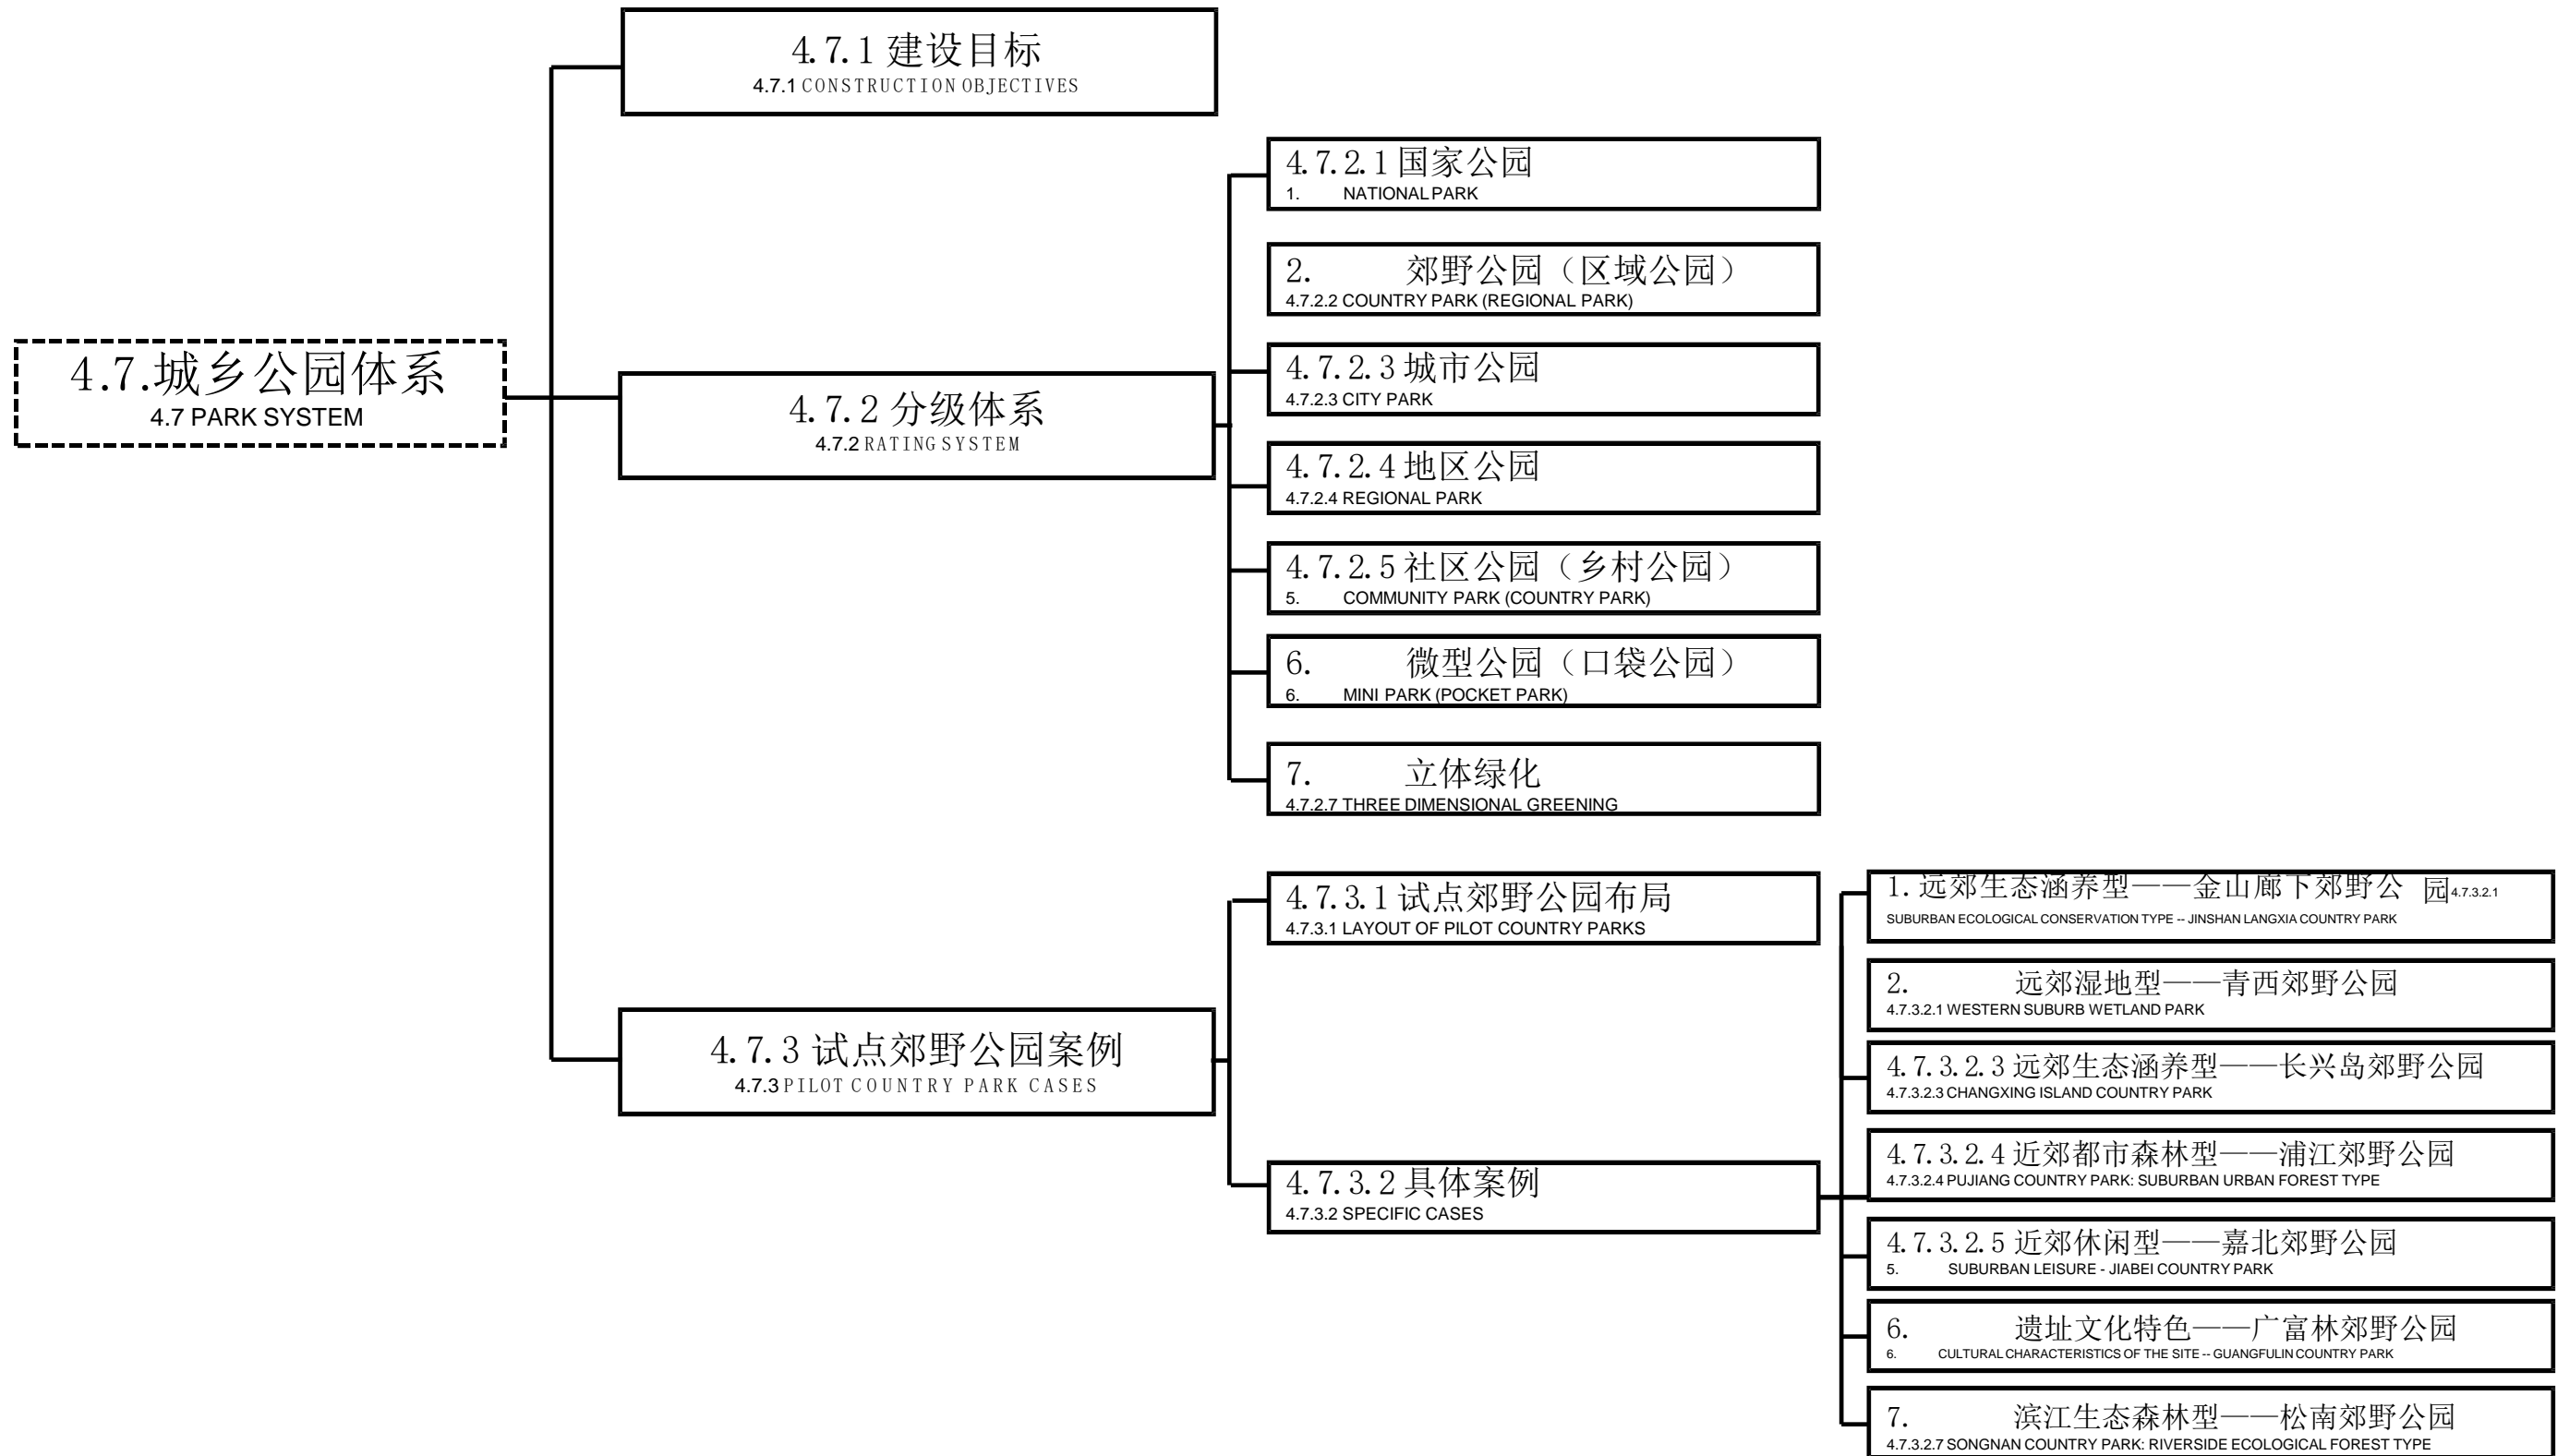 4.7.1 建设目标
4.7.1 CONSTRUCTION OBJECTIVES
4.7.2.1 国家公园
1. NATIONAL PARK
2. 郊野公园（区域公园）
4.7.2.2 COUNTRY PARK (REGIONAL PARK)
4.7.城乡公园体系
4.7 PARK SYSTEM
4.7.2 分级体系
4.7.2 RATING SYSTEM
4.7.2.3 城市公园
4.7.2.3 CITY PARK
4.7.2.4 地区公园
4.7.2.4 REGIONAL PARK
4.7.2.5 社区公园（乡村公园）
5. COMMUNITY PARK (COUNTRY PARK)
6. 微型公园（口袋公园）
6. MINI PARK (POCKET PARK)
7. 立体绿化
4.7.2.7 THREE DIMENSIONAL GREENING
4.7.3 试点郊野公园案例
4.7.3 PILOT COUNTRY PARK CASES
4.7.3.1 试点郊野公园布局
4.7.3.1 LAYOUT OF PILOT COUNTRY PARKS
4.7.3.2 具体案例
4.7.3.2 SPECIFIC CASES
1. 远郊生态涵养型——金山廊下郊野公 园4.7.3.2.1
SUBURBAN ECOLOGICAL CONSERVATION TYPE -- JINSHAN LANGXIA COUNTRY PARK
2. 远郊湿地型——青西郊野公园
4.7.3.2.1 WESTERN SUBURB WETLAND PARK
4.7.3.2.3 远郊生态涵养型——长兴岛郊野公园
4.7.3.2.3 CHANGXING ISLAND COUNTRY PARK
4.7.3.2.4 近郊都市森林型——浦江郊野公园
4.7.3.2.4 PUJIANG COUNTRY PARK: SUBURBAN URBAN FOREST TYPE
4.7.3.2.5 近郊休闲型——嘉北郊野公园
5. SUBURBAN LEISURE - JIABEI COUNTRY PARK
6. 遗址文化特色——广富林郊野公园
6. CULTURAL CHARACTERISTICS OF THE SITE -- GUANGFULIN COUNTRY PARK
7. 滨江生态森林型——松南郊野公园
4.7.3.2.7 SONGNAN COUNTRY PARK: RIVERSIDE ECOLOGICAL FOREST TYPE